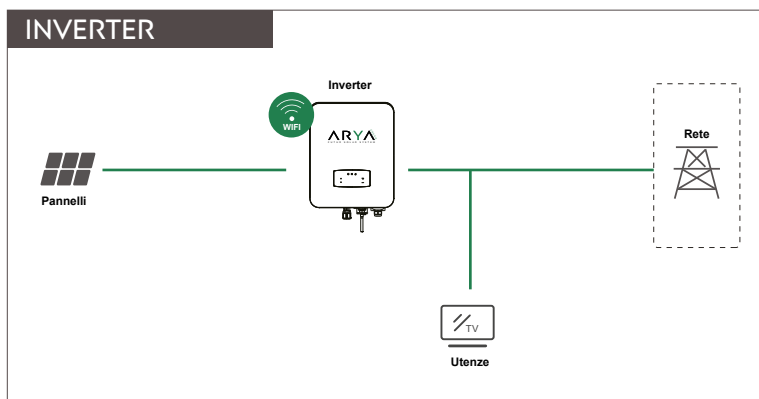 INVERTER
Inverter
WIFI
ARYA
Rete
Pannelli
TV
Utenze